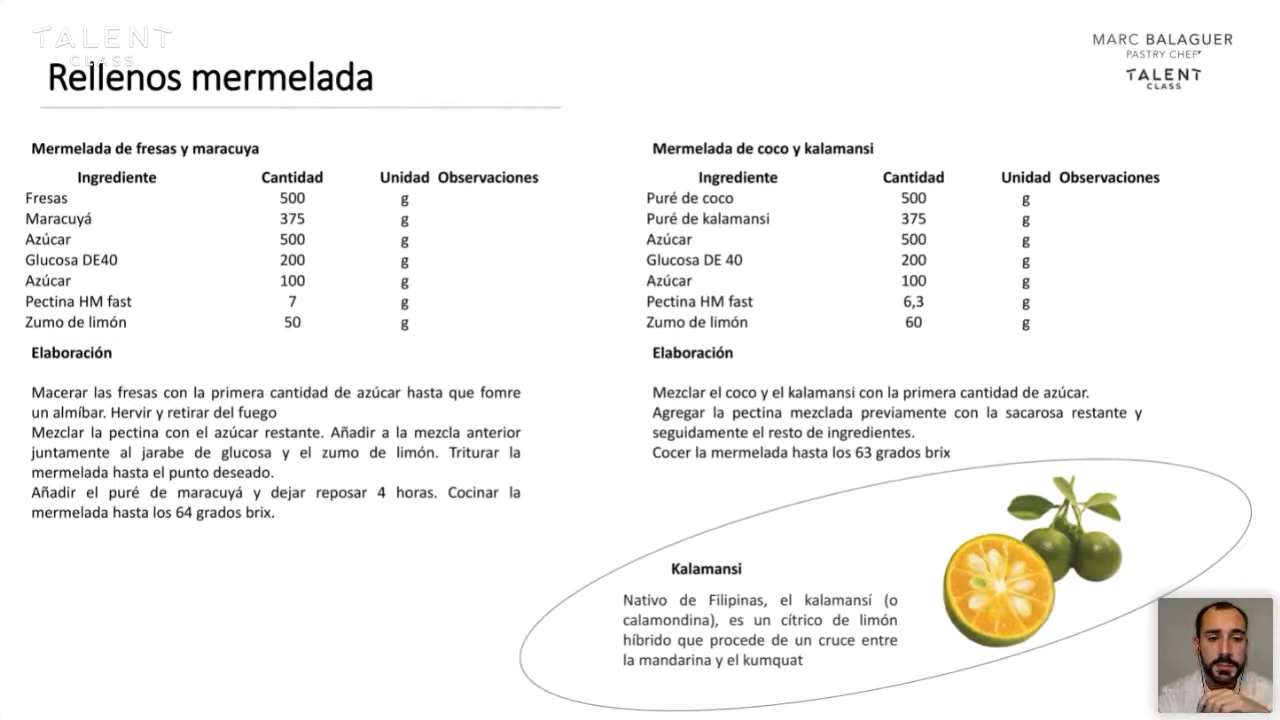 TALENT
CLASS
MARC BALAGUER
PASTRY CHEF
TALENT
CLASS
Rellenos mermelada
Mermelada de fresas y maracuya
Ingrediente Cantidad Unidad Observaciones
Fresas 500 g
Maracuyá 375 g
Azúcar 500 g
Glucosa DE40 200 g
Azúcar 100 g
Pectina HM fast 7 g
Zumo de limón 50 g
Elaboración
Macerar las fresas con la primera cantidad de azúcar hasta que fomre
un almíbar. Hervir y retirar del fuego
Mezclar la pectina con el azúcar restante. Añadir a la mezcla anterior
juntamente al jarabe de glucosa y el zumo de limón. Triturar la
mermelada hasta el punto deseado.
Añadir el puré de maracuyá y dejar reposar 4 horas. Cocinar la
mermelada hasta los 64 grados brix.
Mermelada de coco y kalamansi
Ingrediente Cantidad Unidad Observaciones
Puré de coco 500 g
Puré de kalamansi 375 g
Azúcar 500 g
Glucosa DE 40 200 g
Azúcar 100 g
Pectina HM fast 6,3 g
Zumo de limón 60 g
Elaboración
Mezclar el coco y el kalamansi con la primera cantidad de azúcar.
Agregar la pectina mezclada previamente con la sacarosa restante y
seguidamente el resto de ingredientes.
Cocer la mermelada hasta los 63 grados brix
Kalamansi
Nativo de Filipinas, el kalamansí (o
calamondina), es un cítrico de limón
híbrido que procede de un cruce entre
la mandarina y el kumquat